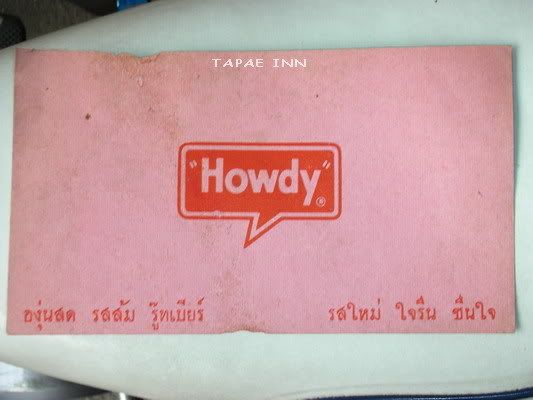 TAPAE INN
"Howdy"®
องุ่นสด รสส้ม รู๊ทเบียร์ รสใหม่ ใจรื่น ชื่นใจ